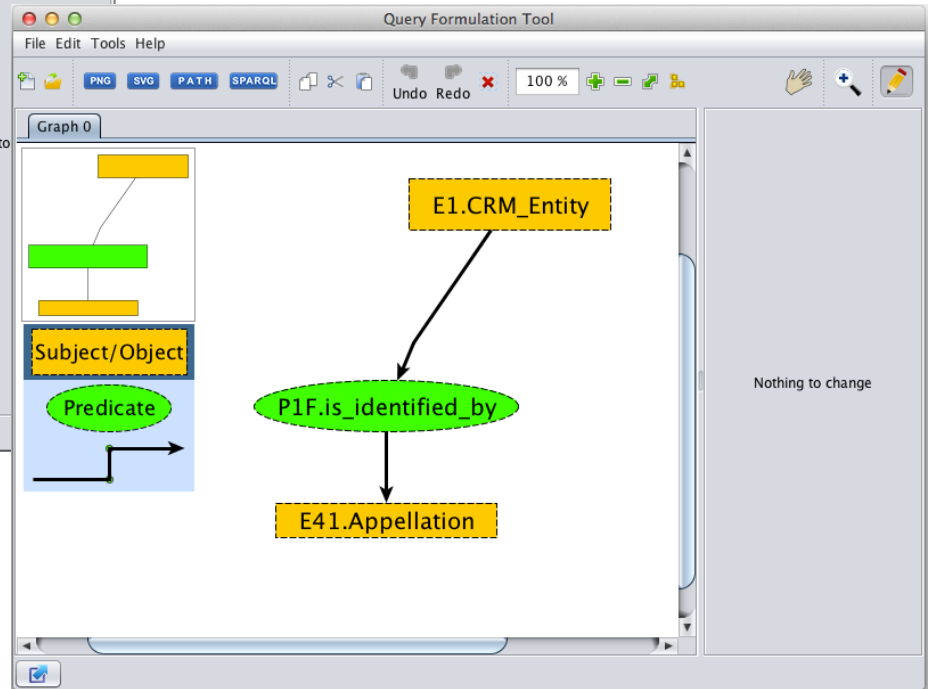 Query Formulation Tool
File Edit Tools Help
PNG SVG PATH SPARQL Undo Redo 100 %
Graph 0
to
E1.CRM_Entity
Subject/Object
Predicate
P1F.is_identified_by
Nothing to change
E41.Appellation